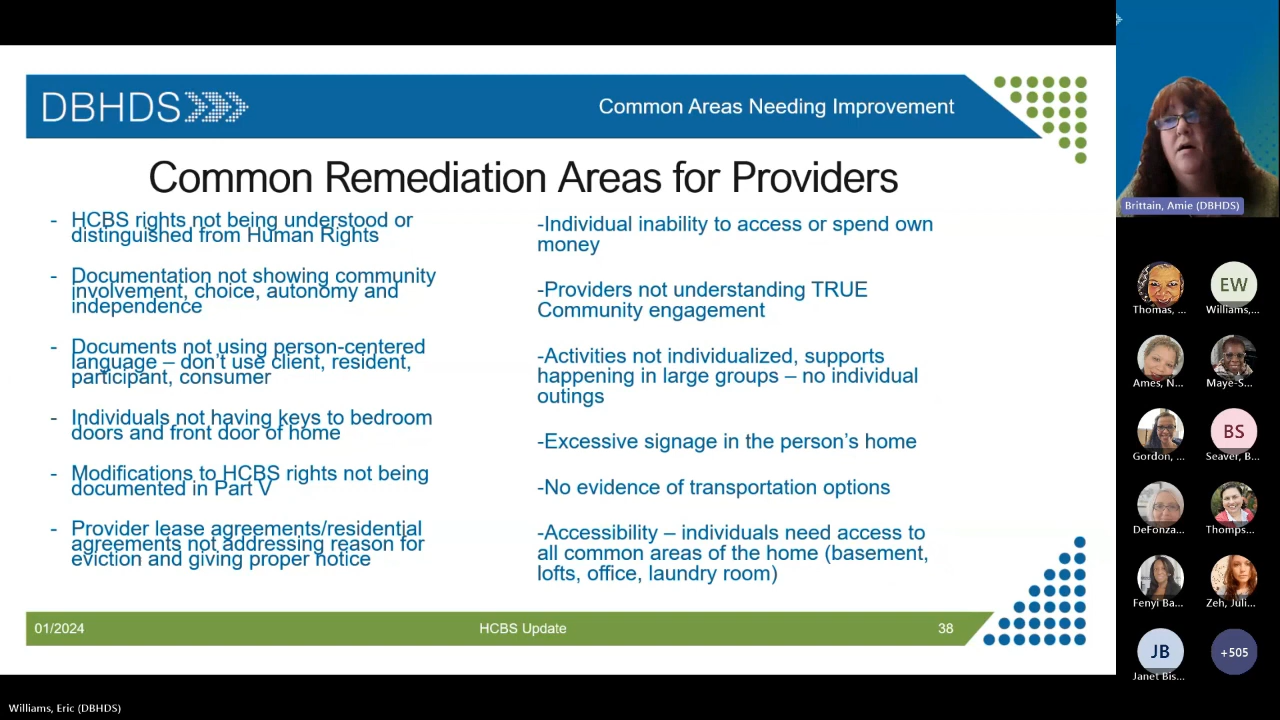 DBHDS
Common Areas Needing Improvement
Common Remediation Areas for Providers
- HCBS rights not being understood or
distinguished from Human Rights
- Documentation not showing community
involvement, choice, autonomy and
independence
- Documents not using person-centered
language – don't use client, resident,
participant, consumer
- Individuals not having keys to bedroom
doors and front door of home
- Modifications to HCBS rights not being
documented in Part V
- Provider lease agreements/residential
agreements not addressing reason for
eviction and giving proper notice
-Individual inability to access or spend own
money
-Providers not understanding TRUE
Community engagement
-Activities not individualized, supports
happening in large groups – no individual
outings
-Excessive signage in the person's home
-No evidence of transportation options
-Accessibility – individuals need access to
all common areas of the home (basement,
lofts, office, laundry room)
01/2024
HCBS Update
38
Brittain, Amie (DBHDS)
Thomas, ...
EW
Williams,...
Ames, N...
Maye-S...
Gordon, ...
BS
Seaver, B...
DeFonza...
Thomps...
Fenyi Ba...
Zeh, Juli...
JB
Janet Bis...
+505
Williams, Eric (DBHDS)